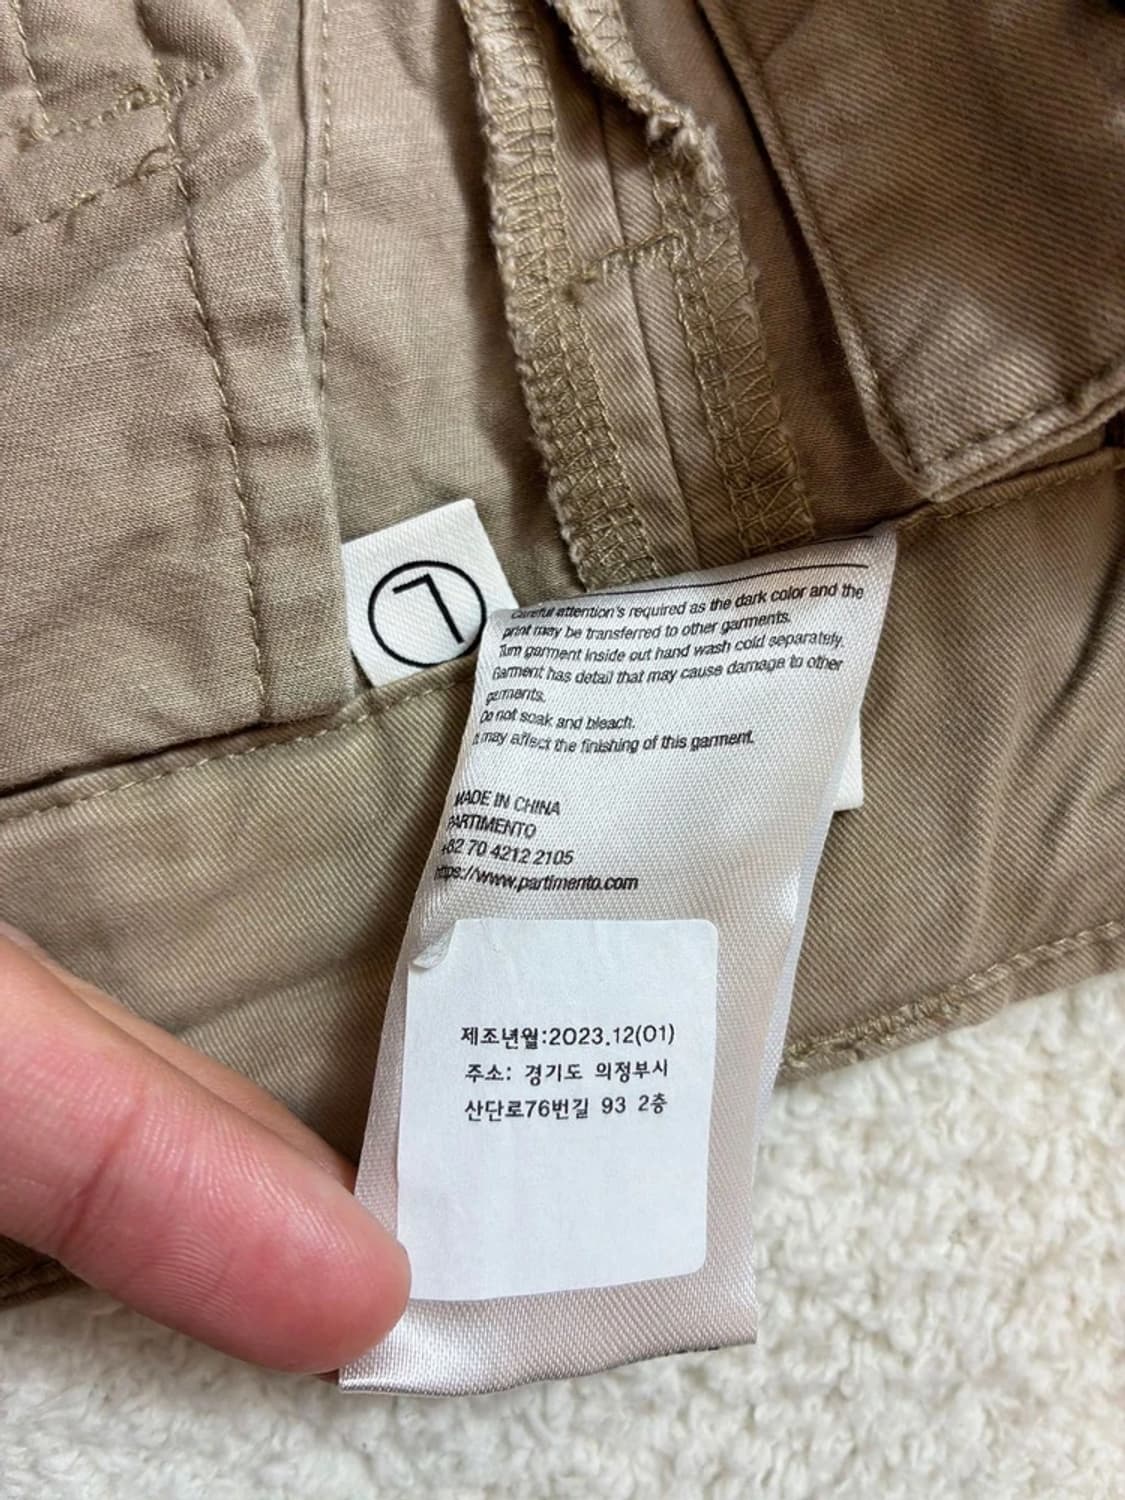 L
Careful attention's required as the dark color and the
print may be transferred to other garments.
Turn garment inside out hand wash cold separately.
Garment has detail that may cause damage to other
garments.
Do not soak and bleach.
It may affect the finishing of this garment.
MADE IN CHINA
PARTIMENTO
+82 70 4212 2105
https://www.partimento.com
제조년월:2023.12(01)
주소: 경기도 의정부시
산단로76번길 93 2층